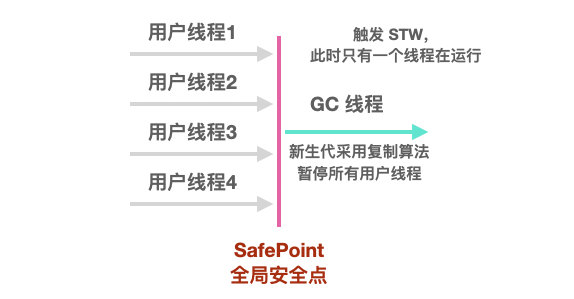 用户线程1
用户线程2
用户线程3
用户线程4
触发 STW，
此时只有一个线程在运行
GC 线程
新生代采用复制算法
暂停所有用户线程
SafePoint
全局安全点